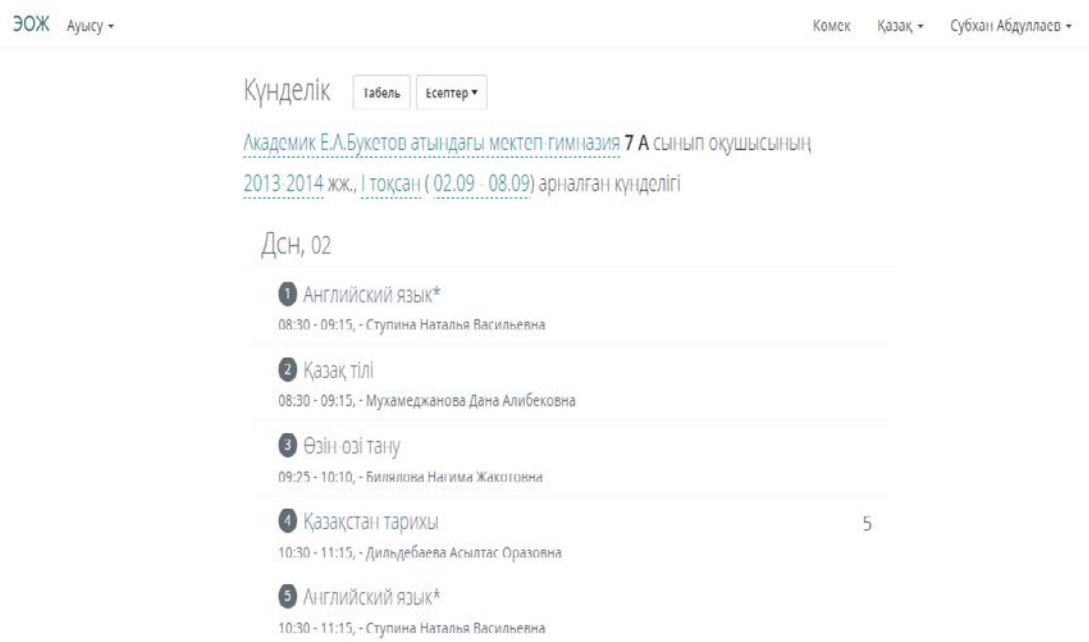 ЭОЖ Ауысу Комек Қазақ Субхан Абдуллаев
Күнделік Табель Есептер
Академик Е.А.Букетов атындағы мектеп-гимназия 7 А сынып оқушысының
2013-2014 жж., I тоқсан ( 02.09 - 08.09) арналған күнделігі
Дсн, 02
1 Английский язык*
08:30 - 09:15, - Ступина Наталья Васильевна
2 Қазақ тілі
08:30 - 09:15, - Мухамеджанова Дана Алибековна
3 Өзін-өзі тану
09:25 - 10:10, - Билялова Нагима Жакотовна
4 Қазақстан тарихы 5
10:30 - 11:15, - Дильдебаева Асылтас Оразовна
5 Английский язык*
10:30 - 11:15, - Ступина Наталья Васильевна